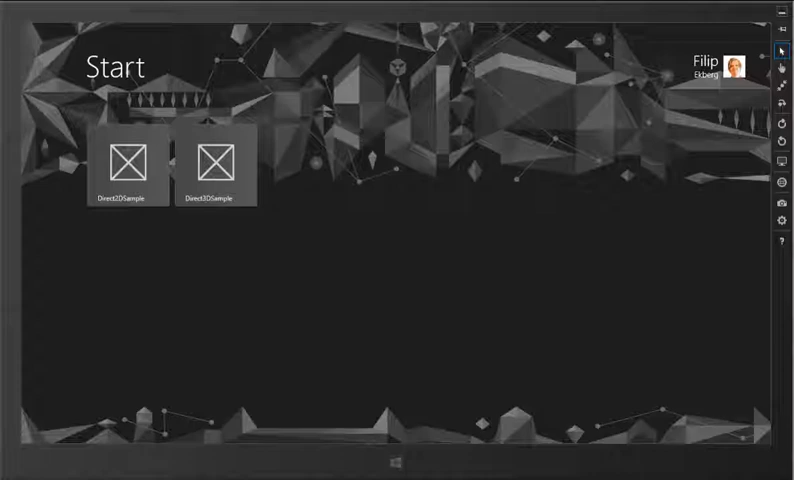 Start
Filip
Ekberg
Direct2DSample
Direct3DSample
?